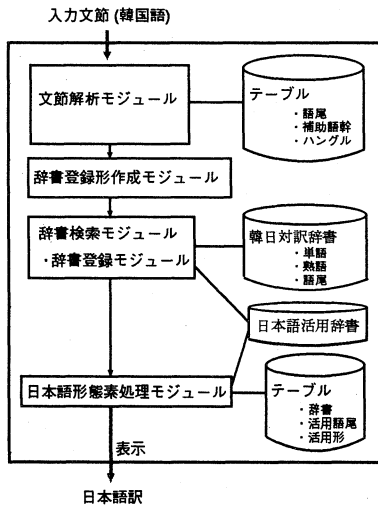 入力文節 (韓国語)
文節解析モジュール
テーブル
・語尾
・補助語幹
・ハングル
辞書登録形作成モジュール
辞書検索モジュール
・辞書登録モジュール
韓日対訳辞書
・単語
・熟語
・語尾
日本語活用辞書
日本語形態素処理モジュール
テーブル
・辞書
・活用語尾
・活用形
表示
日本語訳